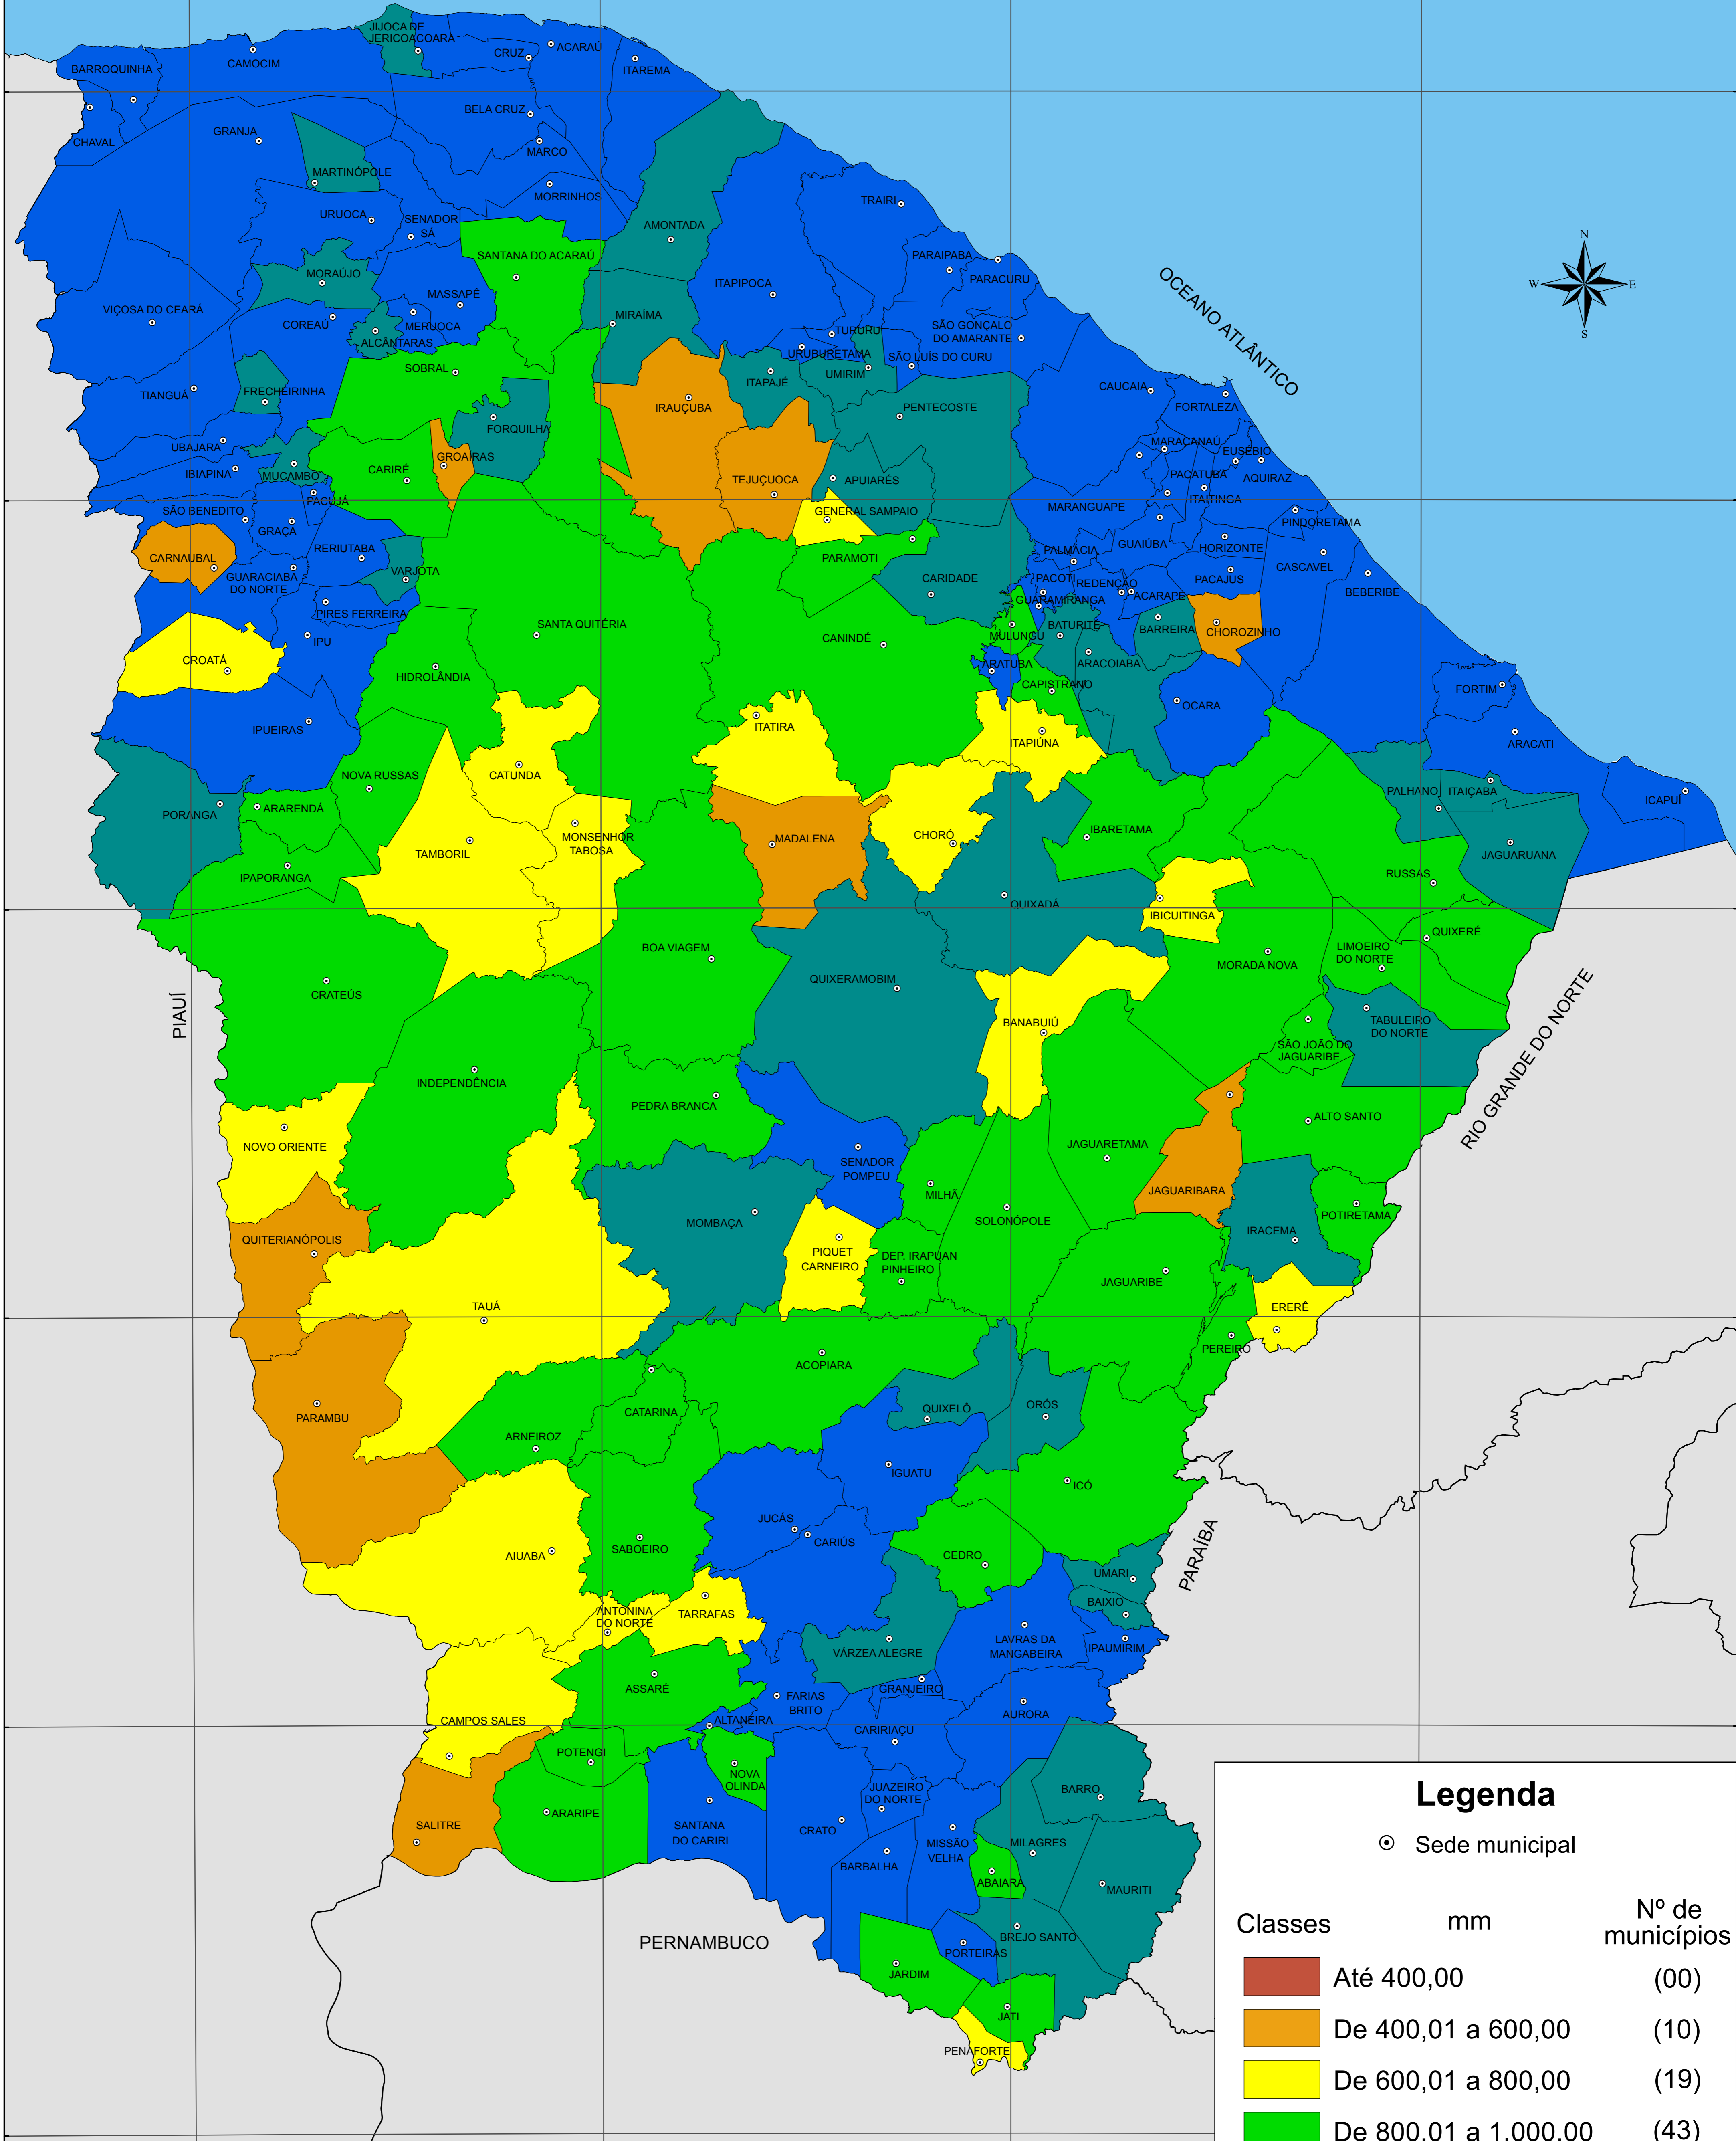 JIJOCA DE
JERICOACOARA
CRUZ
ACARAÚ
BARROQUINHA
CAMOCIM
ITAREMA
BELA CRUZ
GRANJA
CHAVAL
MARCO
MARTINÓPOLE
MORRINHOS
TRAIRI
URUOCA
SENADOR
SÁ
AMONTADA
N
SANTANA DO ACARAÚ
PARAIPABA
MORAÚJO
PARACURU
OCEANO ATLÂNTICO
ITAPIPOCA
W
E
MASSAPÊ
VIÇOSA DO CEARÁ
MIRAÍMA
COREAÚ
MERUOCA
S
SÃO GONÇALO
DO AMARANTE
TURURU
ALCÂNTARAS
URUBURETAMA
SÃO LUÍS DO CURU
SOBRAL
UMIRIM
ITAPAJÉ
CAUCAIA
TIANGUÁ
FRECHEIRINHA
IRAUÇUBA
PENTECOSTE
FORTALEZA
FORQUILHA
UBAJARA
MARACANAÚ
EUSÉBIO
GROAÍRAS
CARIRÉ
IBIAPINA
MUCAMBO
TEJUÇUOCA
APUIARÉS
PACATUBA
AQUIRAZ
ITAITINGA
PACUJÁ
SÃO BENEDITO
GENERAL SAMPAIO
MARANGUAPE
PINDORETAMA
GRAÇA
RERIUTABA
CARNAUBAL
PARAMOTI
PALMÁCIA
GUAIÚBA
HORIZONTE
CASCAVEL
VARJOTA
GUARACIABA
DO NORTE
CARIDADE
PACOTI
REDENÇÃO
PACAJUS
BEBERIBE
ACARAPE
GUARAMIRANGA
PIRES FERREIRA
SANTA QUITÉRIA
BATURITÉ
BARREIRA
CHOROZINHO
MULUNGU
IPU
CANINDÉ
CROATÁ
ARATUBA
ARACOIABA
HIDROLÂNDIA
CAPISTRANO
FORTIM
OCARA
IPUEIRAS
ITATIRA
ITAPIÚNA
ARACATI
NOVA RUSSAS
CATUNDA
PALHANO
ITAIÇABA
ICAPUÍ
PORANGA
ARARENDÁ
MONSENHOR
TABOSA
MADALENA
CHORÓ
IBARETAMA
TAMBORIL
JAGUARUANA
IPAPORANGA
RUSSAS
QUIXADÁ
IBICUITINGA
QUIXERÉ
BOA VIAGEM
LIMOEIRO
DO NORTE
MORADA NOVA
QUIXERAMOBIM
CRATEÚS
PIAUÍ
BANABUIÚ
TABULEIRO
DO NORTE
RIO GRANDE DO NORTE
SÃO JOÃO DO
JAGUARIBE
INDEPENDÊNCIA
PEDRA BRANCA
ALTO SANTO
NOVO ORIENTE
JAGUARETAMA
SENADOR
POMPEU
JAGUARIBARA
MILHÃ
SOLONÓPOLE
POTIRETAMA
MOMBAÇA
IRACEMA
QUITERIANÓPOLIS
PIQUET
CARNEIRO
DEP. IRAPUAN
PINHEIRO
JAGUARIBE
TAUÁ
ERERÊ
PEREIRO
ACOPIARA
ORÓS
QUIXELÔ
CATARINA
PARAMBU
ARNEIROZ
IGUATU
ICÓ
JUCÁS
CARIÚS
SABOEIRO
AIUABA
CEDRO
PARAÍBA
UMARI
BAIXIO
ANTONINA
DO NORTE
TARRAFAS
LAVRAS DA
MANGABEIRA
IPAUMIRIM
VÁRZEA ALEGRE
ASSARÉ
GRANJEIRO
FARIAS
BRITO
AURORA
CAMPOS SALES
ALTANEIRA
CARIRIAÇU
POTENGI
NOVA
OLINDA
JUAZEIRO
DO NORTE
BARRO
ARARIPE
SALITRE
SANTANA
DO CARIRI
CRATO
MISSÃO
VELHA
MILAGRES
BARBALHA
ABAIARA
MAURITI
BREJO SANTO
PERNAMBUCO
PORTEIRAS
JARDIM
JATI
PENAFORTE
Legenda
Sede municipal
Classes mm Nº de
municípios
Até 400,00 (00)
De 400,01 a 600,00 (10)
De 600,01 a 800,00 (19)
De 800,01 a 1.000,00 (43)